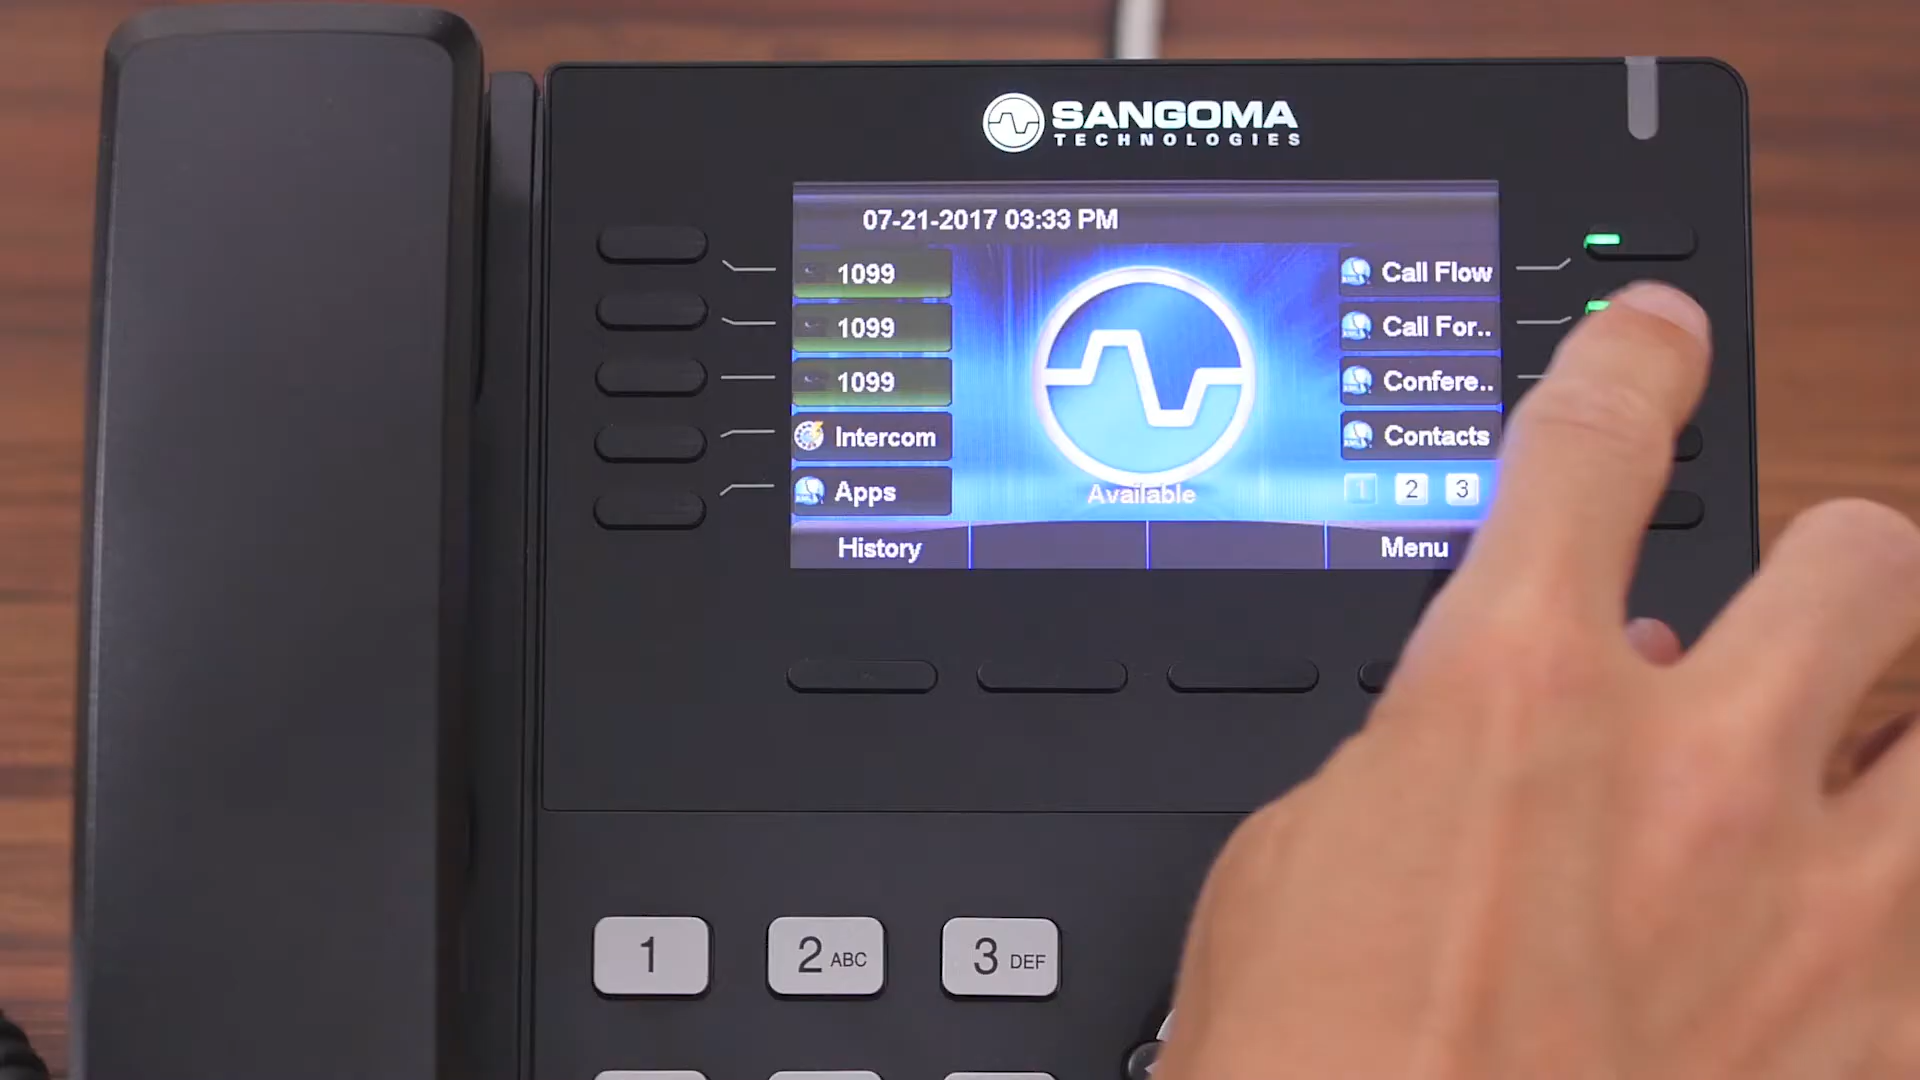 SANGOMA
TECHNOLOGIES
07-21-2017 03:33 PM
1099
Call Flow
1099
Call For..
1099
Confere..
Intercom
Contacts
Apps
Available
1 2 3
History
Menu
1
2 ABC
3 DEF